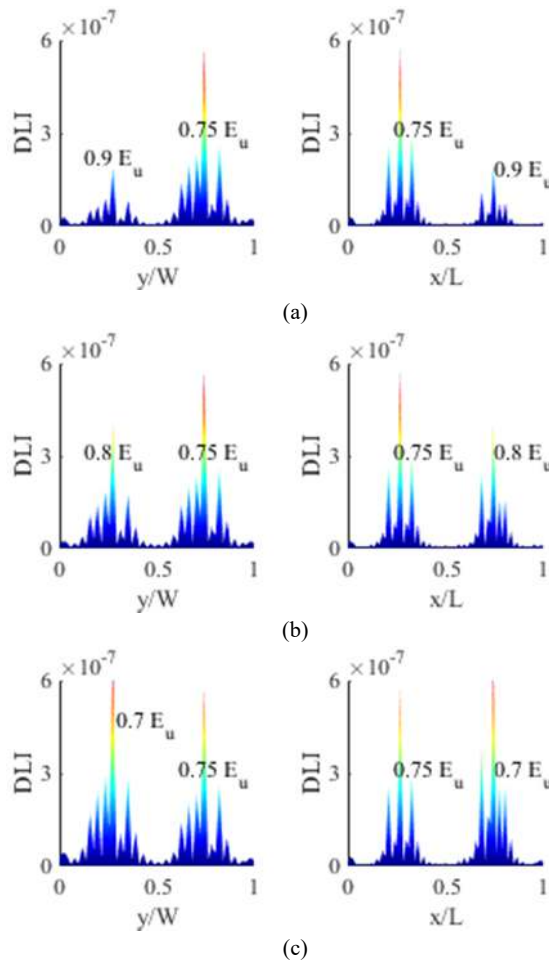 ×10⁻⁷ ×10⁻⁷
6 6
DLI DLI
3 3
0 0
0.9 E_u 0.75 E_u 0.75 E_u 0.9 E_u
0 0.5 1 0 0.5 1
y/W x/L
(a)
×10⁻⁷ ×10⁻⁷
6 6
DLI DLI
3 3
0 0
0.8 E_u 0.75 E_u 0.75 E_u 0.8 E_u
0 0.5 1 0 0.5 1
y/W x/L
(b)
×10⁻⁷ ×10⁻⁷
6 6
DLI DLI
3 3
0 0
0.7 E_u 0.75 E_u 0.75 E_u 0.7 E_u
0 0.5 1 0 0.5 1
y/W x/L
(c)